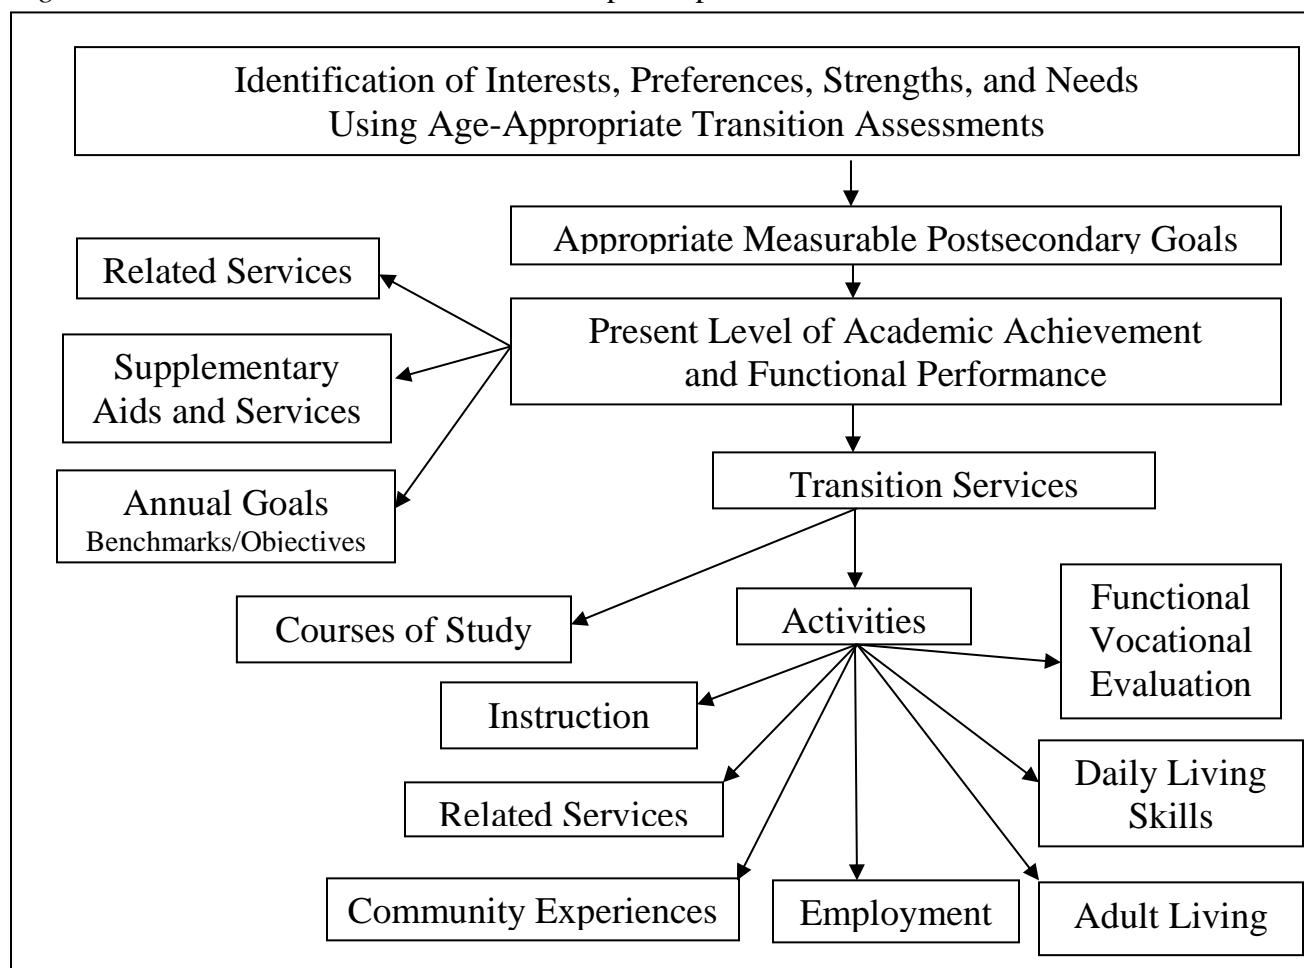 Identification of Interests, Preferences, Strengths, and Needs
Using Age-Appropriate Transition Assessments
Appropriate Measurable Postsecondary Goals
Related Services
Present Level of Academic Achievement
and Functional Performance
Supplementary
Aids and Services
Transition Services
Annual Goals
Benchmarks/Objectives
Functional
Vocational
Evaluation
Activities
Courses of Study
Instruction
Daily Living
Skills
Related Services
Community Experiences
Employment
Adult Living